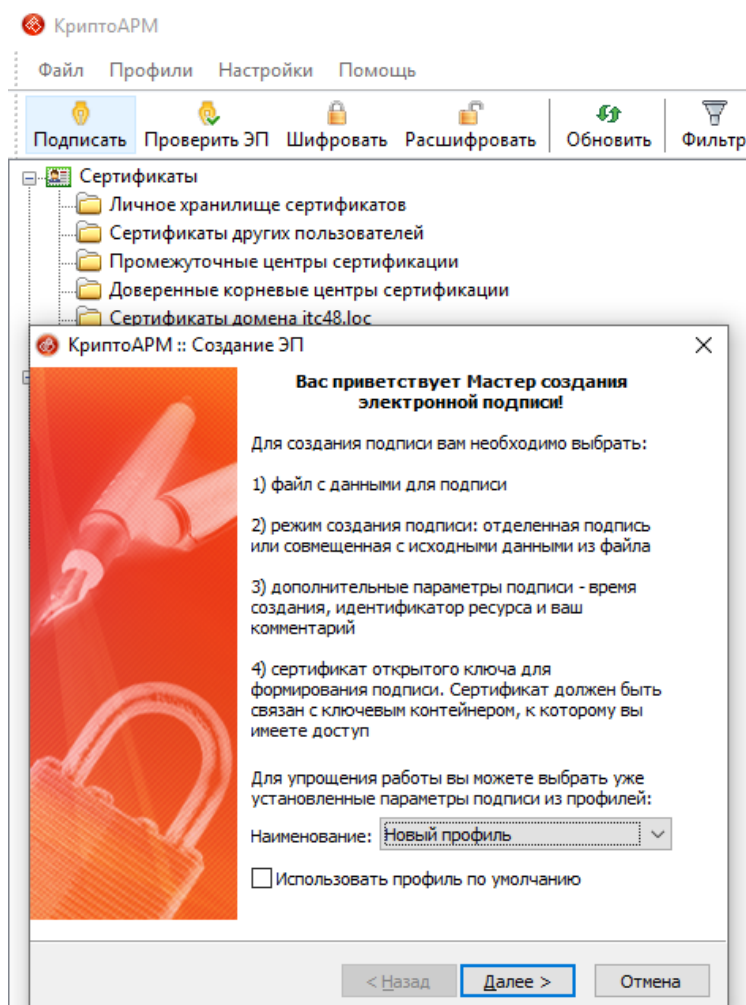 КриптоАРМ
Файл Профили Настройки Помощь
Подписать Проверить ЭП Шифровать Расшифровать Обновить Фильтр
Сертификаты
Личное хранилище сертификатов
Сертификаты других пользователей
Промежуточные центры сертификации
Доверенные корневые центры сертификации
Сертификаты домена itc48.loc
КриптоАРМ :: Создание ЭП
Вас приветствует Мастер создания
электронной подписи!
Для создания подписи вам необходимо выбрать:
1) файл с данными для подписи
2) режим создания подписи: отделенная подпись
или совмещенная с исходными данными из файла
3) дополнительные параметры подписи - время
создания, идентификатор ресурса и ваш
комментарий
4) сертификат открытого ключа для
формирования подписи. Сертификат должен быть
связан с ключевым контейнером, к которому вы
имеете доступ
Для упрощения работы вы можете выбрать уже
установленные параметры подписи из профилей:
Наименование: Новый профиль
Использовать профиль по умолчанию
< Назад Далее > Отмена